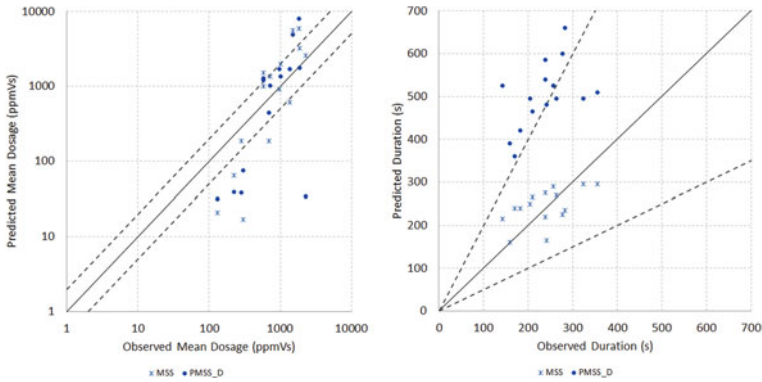 Predicted Mean Dosage (ppmVs)
10000
1000
100
10
1
1 10 100 1000 10000
Observed Mean Dosage (ppmVs)
MSS PMSS_D
Predicted Duration (s)
700
600
500
400
300
200
100
0
0 100 200 300 400 500 600 700
Observed Duration (s)
MSS PMSS_D